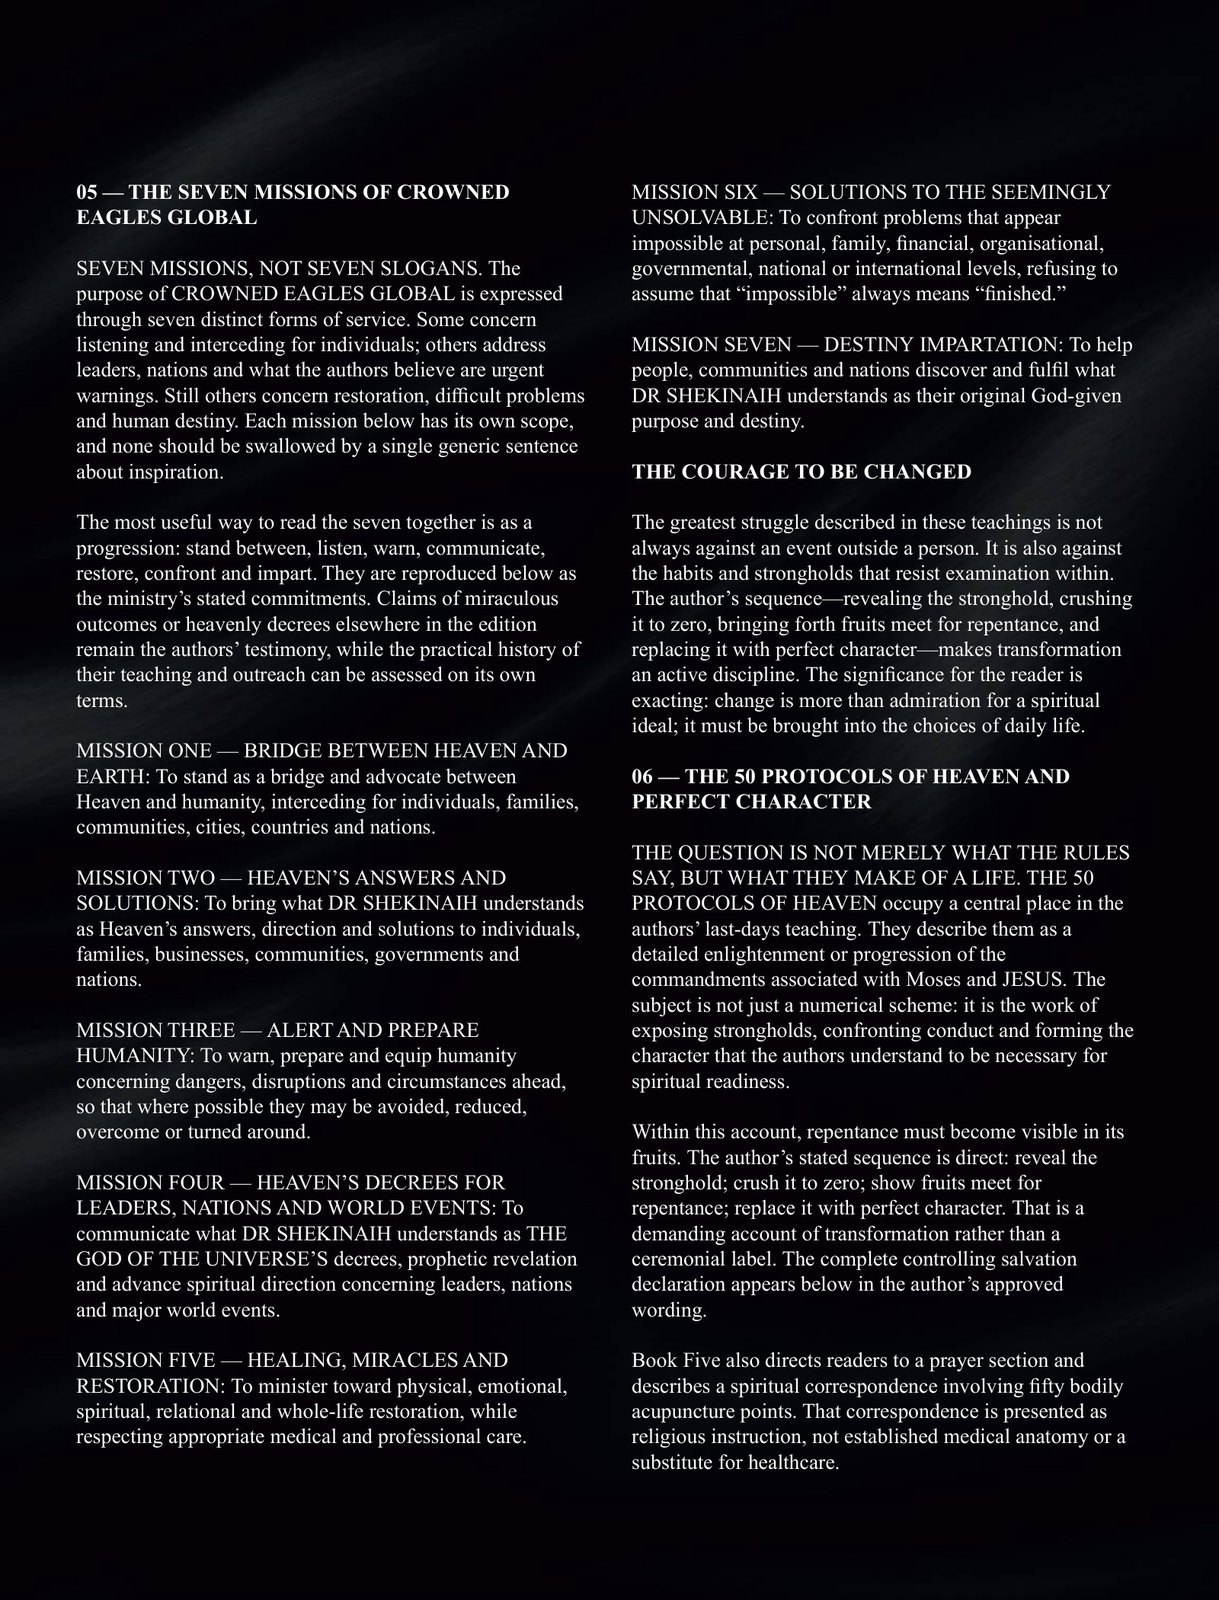 05 — THE SEVEN MISSIONS OF CROWNED
EAGLES GLOBAL
SEVEN MISSIONS, NOT SEVEN SLOGANS. The
purpose of CROWNED EAGLES GLOBAL is expressed
through seven distinct forms of service. Some concern
listening and interceding for individuals; others address
leaders, nations and what the authors believe are urgent
warnings. Still others concern restoration, difficult problems
and human destiny. Each mission below has its own scope,
and none should be swallowed by a single generic sentence
about inspiration.
The most useful way to read the seven together is as a
progression: stand between, listen, warn, communicate,
restore, confront and impart. They are reproduced below as
the ministry’s stated commitments. Claims of miraculous
outcomes or heavenly decrees elsewhere in the edition
remain the authors’ testimony, while the practical history of
their teaching and outreach can be assessed on its own
terms.
MISSION ONE — BRIDGE BETWEEN HEAVEN AND
EARTH: To stand as a bridge and advocate between
Heaven and humanity, interceding for individuals, families,
communities, cities, countries and nations.
MISSION TWO — HEAVEN’S ANSWERS AND
SOLUTIONS: To bring what DR SHEKINAIH understands
as Heaven’s answers, direction and solutions to individuals,
families, businesses, communities, governments and
nations.
MISSION THREE — ALERT AND PREPARE
HUMANITY: To warn, prepare and equip humanity
concerning dangers, disruptions and circumstances ahead,
so that where possible they may be avoided, reduced,
overcome or turned around.
MISSION FOUR — HEAVEN’S DECREES FOR
LEADERS, NATIONS AND WORLD EVENTS: To
communicate what DR SHEKINAIH understands as THE
GOD OF THE UNIVERSE’S decrees, prophetic revelation
and advance spiritual direction concerning leaders, nations
and major world events.
MISSION FIVE — HEALING, MIRACLES AND
RESTORATION: To minister toward physical, emotional,
spiritual, relational and whole-life restoration, while
respecting appropriate medical and professional care.
MISSION SIX — SOLUTIONS TO THE SEEMINGLY
UNSOLVABLE: To confront problems that appear
impossible at personal, family, financial, organisational,
governmental, national or international levels, refusing to
assume that “impossible” always means “finished.”
MISSION SEVEN — DESTINY IMPARTATION: To help
people, communities and nations discover and fulfil what
DR SHEKINAIH understands as their original God-given
purpose and destiny.
THE COURAGE TO BE CHANGED
The greatest struggle described in these teachings is not
always against an event outside a person. It is also against
the habits and strongholds that resist examination within.
The author’s sequence—revealing the stronghold, crushing
it to zero, bringing forth fruits meet for repentance, and
replacing it with perfect character—makes transformation
an active discipline. The significance for the reader is
exacting: change is more than admiration for a spiritual
ideal; it must be brought into the choices of daily life.
06 — THE 50 PROTOCOLS OF HEAVEN AND
PERFECT CHARACTER
THE QUESTION IS NOT MERELY WHAT THE RULES
SAY, BUT WHAT THEY MAKE OF A LIFE. THE 50
PROTOCOLS OF HEAVEN occupy a central place in the
authors’ last-days teaching. They describe them as a
detailed enlightenment or progression of the
commandments associated with Moses and JESUS. The
subject is not just a numerical scheme: it is the work of
exposing strongholds, confronting conduct and forming the
character that the authors understand to be necessary for
spiritual readiness.
Within this account, repentance must become visible in its
fruits. The author’s stated sequence is direct: reveal the
stronghold; crush it to zero; show fruits meet for
repentance; replace it with perfect character. That is a
demanding account of transformation rather than a
ceremonial label. The complete controlling salvation
declaration appears below in the author’s approved
wording.
Book Five also directs readers to a prayer section and
describes a spiritual correspondence involving fifty bodily
acupuncture points. That correspondence is presented as
religious instruction, not established medical anatomy or a
substitute for healthcare.